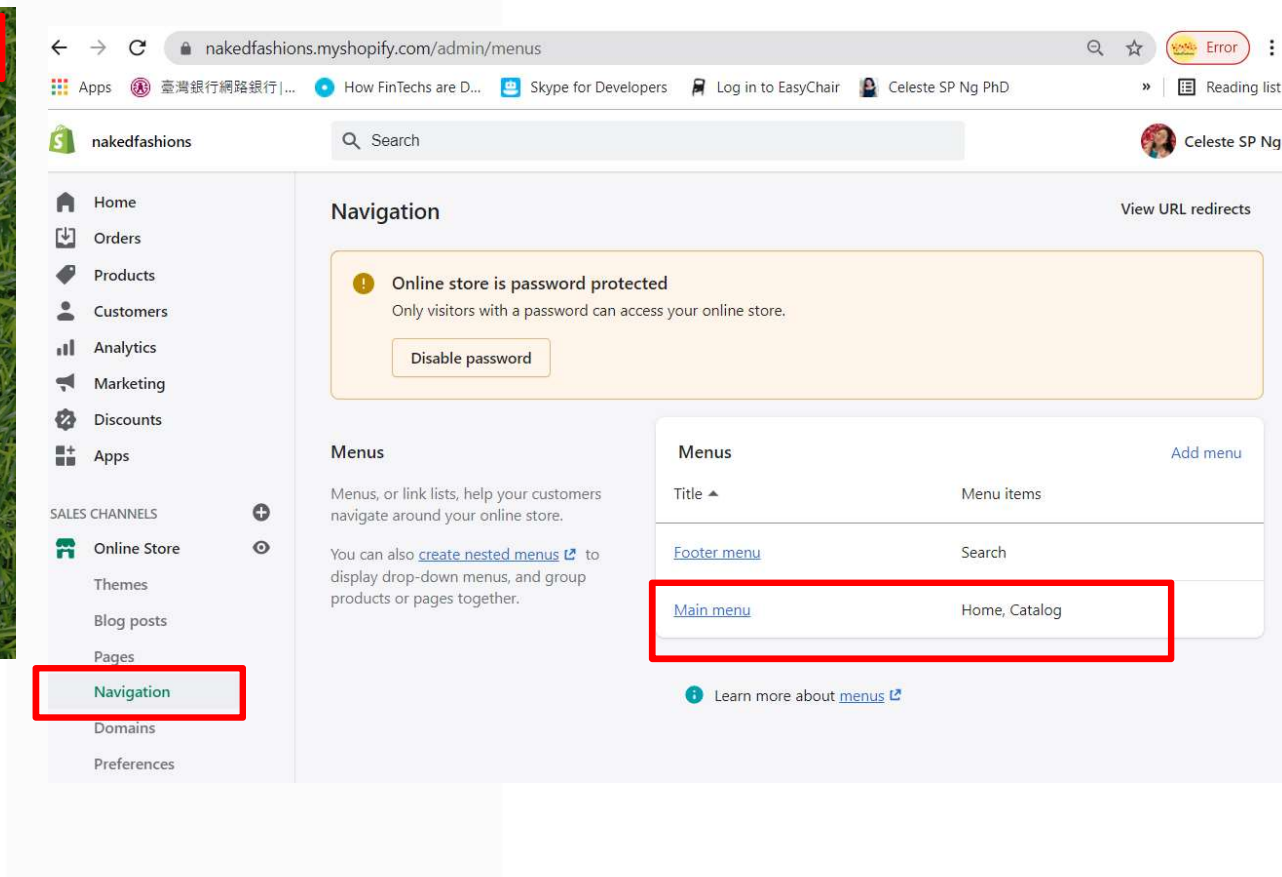 nakedfashions.myshopify.com/admin/menus Error
Apps 臺灣銀行網路銀行|... How FinTechs are D... Skype for Developers Log in to EasyChair Celeste SP Ng PhD » Reading list
nakedfashions Search Celeste SP Ng
Home
Orders
Products
Customers
Analytics
Marketing
Discounts
Apps
SALES CHANNELS
Online Store
Themes
Blog posts
Pages
Navigation
Domains
Preferences
Navigation View URL redirects
Online store is password protected
Only visitors with a password can access your online store.
Disable password
Menus
Menus, or link lists, help your customers
navigate around your online store.
You can also create nested menus to
display drop-down menus, and group
products or pages together.
Menus Add menu
Title Menu items
Footer menu Search
Main menu Home, Catalog
Learn more about menus